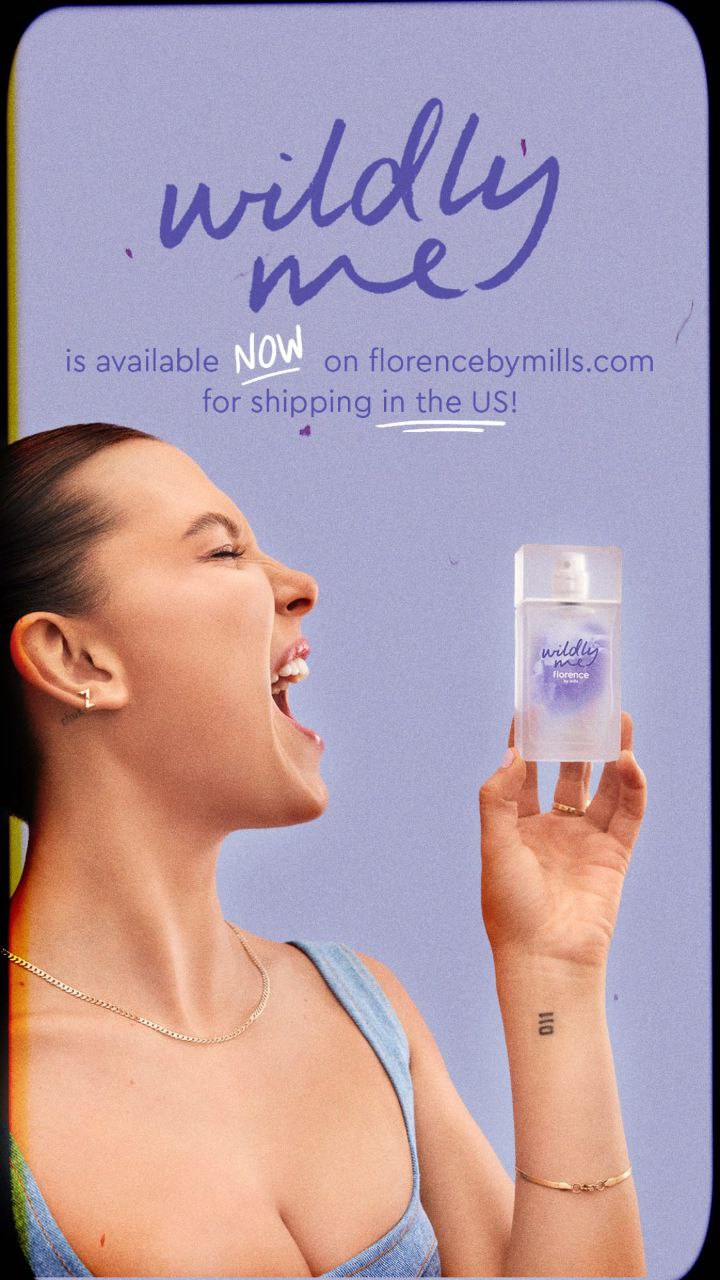 wildly
me
is available NOW on florencebymills.com
for shipping in the US!
wildly
me
florence
by mills
011